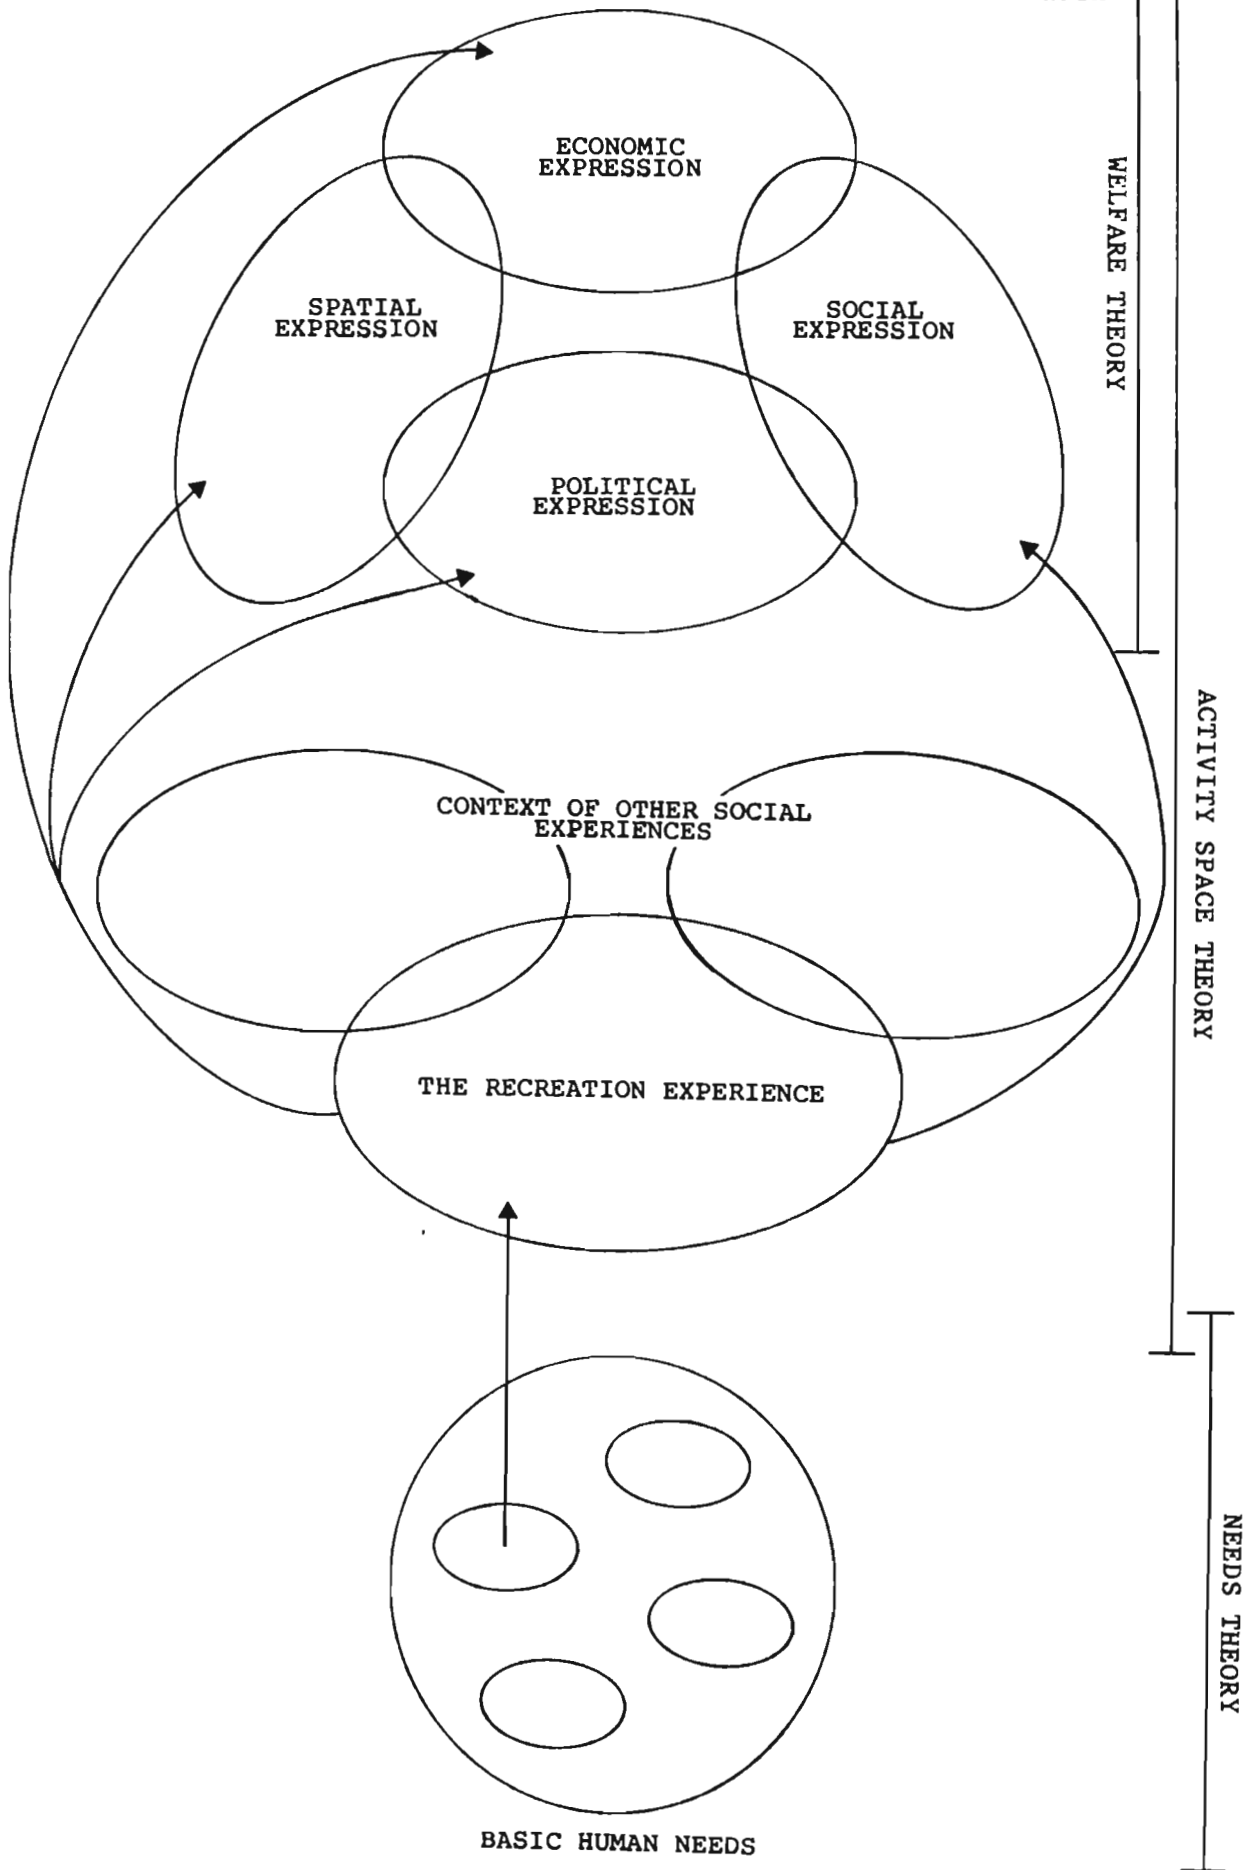 ECONOMIC
EXPRESSION
SPATIAL
EXPRESSION
SOCIAL
EXPRESSION
POLITICAL
EXPRESSION
WELFARE THEORY
CONTEXT OF OTHER SOCIAL
EXPERIENCES
ACTIVITY SPACE THEORY
THE RECREATION EXPERIENCE
NEEDS THEORY
BASIC HUMAN NEEDS